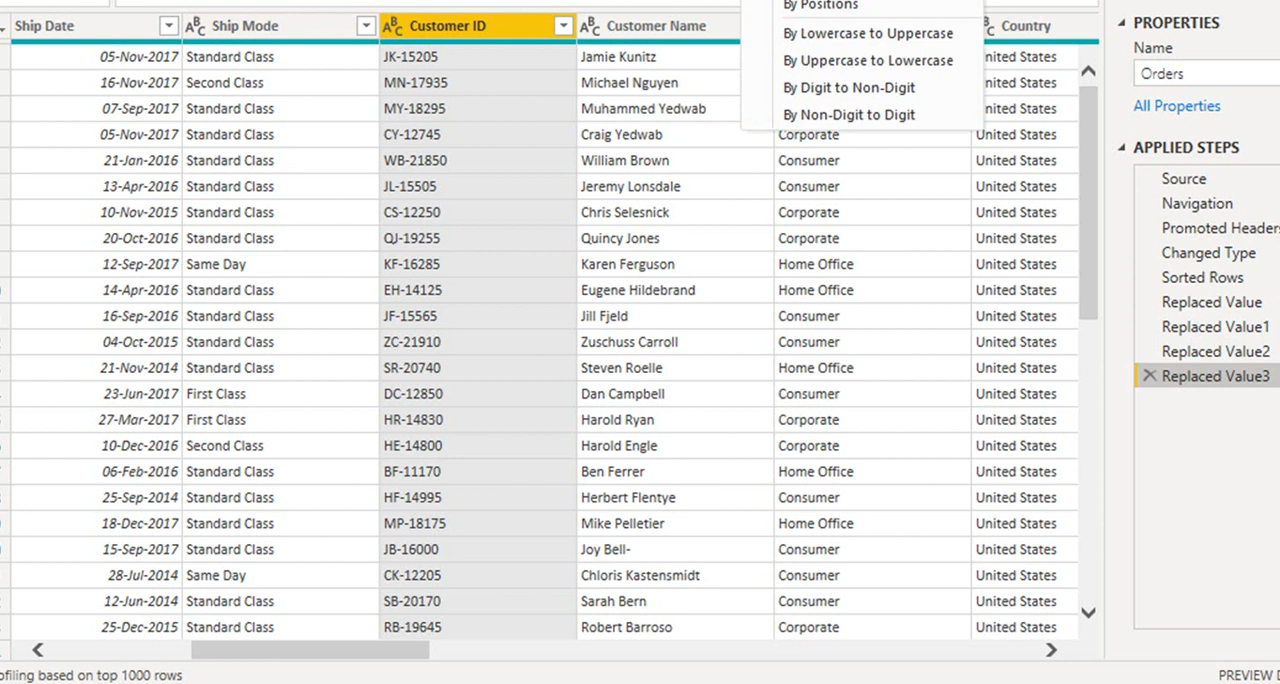 By Positions
By Lowercase to Uppercase
By Uppercase to Lowercase
By Digit to Non-Digit
By Non-Digit to Digit
Ship Date ABC Ship Mode ABC Customer ID ABC Customer Name Country
05-Nov-2017 Standard Class JK-15205 Jamie Kunitz United States
16-Nov-2017 Second Class MN-17935 Michael Nguyen United States
07-Sep-2017 Standard Class MY-18295 Muhammed Yedwab United States
05-Nov-2017 Standard Class CY-12745 Craig Yedwab Corporate United States
21-Jan-2016 Standard Class WB-21850 William Brown Consumer United States
13-Apr-2016 Standard Class JL-15505 Jeremy Lonsdale Consumer United States
10-Nov-2015 Standard Class CS-12250 Chris Selesnick Corporate United States
20-Oct-2016 Standard Class QJ-19255 Quincy Jones Corporate United States
12-Sep-2017 Same Day KF-16285 Karen Ferguson Home Office United States
14-Apr-2016 Standard Class EH-14125 Eugene Hildebrand Home Office United States
16-Sep-2016 Standard Class JF-15565 Jill Fjeld Consumer United States
04-Oct-2015 Standard Class ZC-21910 Zuschuss Carroll Consumer United States
21-Nov-2014 Standard Class SR-20740 Steven Roelle Home Office United States
23-Jun-2017 First Class DC-12850 Dan Campbell Consumer United States
27-Mar-2017 First Class HR-14830 Harold Ryan Corporate United States
10-Dec-2016 Second Class HE-14800 Harold Engle Corporate United States
06-Feb-2016 Standard Class BF-11170 Ben Ferrer Home Office United States
25-Sep-2014 Standard Class HF-14995 Herbert Flentye Consumer United States
18-Dec-2017 Standard Class MP-18175 Mike Pelletier Home Office United States
15-Sep-2017 Standard Class JB-16000 Joy Bell- Consumer United States
28-Jul-2014 Same Day CK-12205 Chloris Kastensmidt Consumer United States
12-Jun-2014 Standard Class SB-20170 Sarah Bern Consumer United States
25-Dec-2015 Standard Class RB-19645 Robert Barroso Corporate United States
ofiling based on top 1000 rows
PROPERTIES
Name
Orders
All Properties
APPLIED STEPS
Source
Navigation
Promoted Headers
Changed Type
Sorted Rows
Replaced Value
Replaced Value1
Replaced Value2
Replaced Value3
PREVIEW D